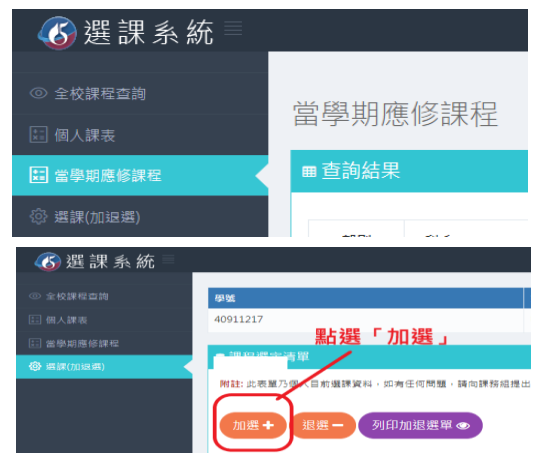 選課系統
全校課程查詢
個人課表
當學期應修課程
選課(加退選)
當學期應修課程
查詢結果
選課系統
全校課程查詢
個人課表
當學期應修課程
選課(加退選)
學號
40911217
點選「加選」
清單
附註: 此表單乃個人目前選課資料，如有任何問題，請向課務組提出
加選
退選
列印加退選單